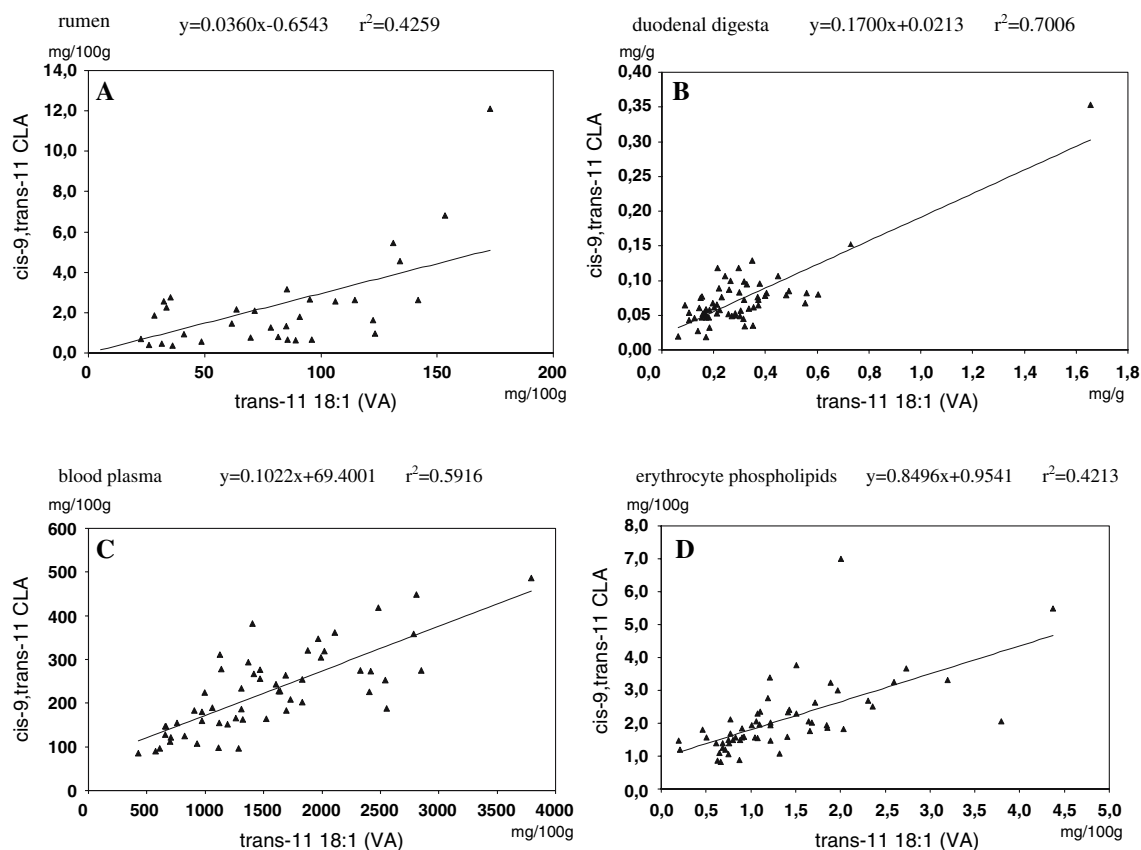 rumen y=0.0360x-0.6543 r²=0.4259
mg/100g
14,0
12,0
10,0
8,0
6,0
4,0
2,0
0,0
cis-9,trans-11 CLA
A
0 50 100 150 200
trans-11 18:1 (VA) mg/100g
duodenal digesta y=0.1700x+0.0213 r²=0.7006
mg/g
0,40
0,35
0,30
0,25
0,20
0,15
0,10
0,05
0,00
cis-9,trans-11 CLA
B
0,0 0,2 0,4 0,6 0,8 1,0 1,2 1,4 1,6 1,8
trans-11 18:1 (VA) mg/g
blood plasma y=0.1022x+69.4001 r²=0.5916
mg/100g
600
500
400
300
200
100
0
cis-9,trans-11 CLA
C
0 500 1000 1500 2000 2500 3000 3500 4000
trans-11 18:1 (VA) mg/100g
erythrocyte phospholipids y=0.8496x+0.9541 r²=0.4213
mg/100g
8,0
7,0
6,0
5,0
4,0
3,0
2,0
1,0
0,0
cis-9,trans-11 CLA
D
0,0 0,5 1,0 1,5 2,0 2,5 3,0 3,5 4,0 4,5 5,0
trans-11 18:1 (VA) mg/100g